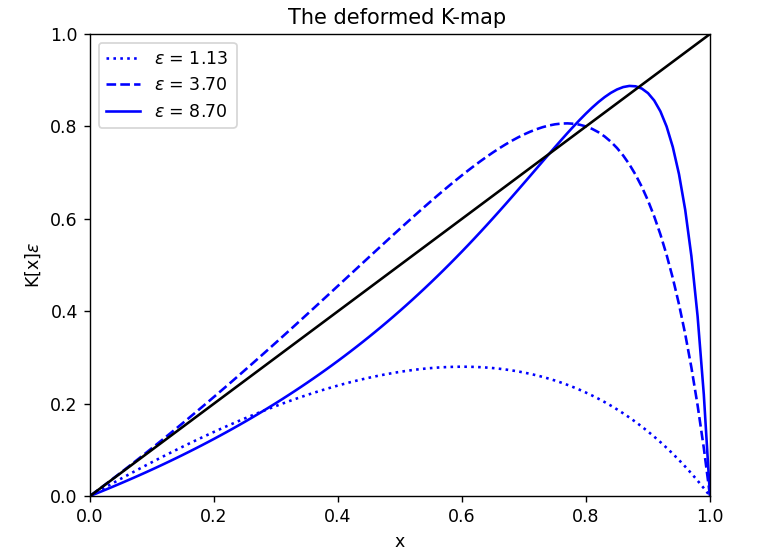 The deformed K-map
ε = 1.13
ε = 3.70
ε = 8.70
K[x]ε
1.0
0.8
0.6
0.4
0.2
0.0
0.0 0.2 0.4 0.6 0.8 1.0
x